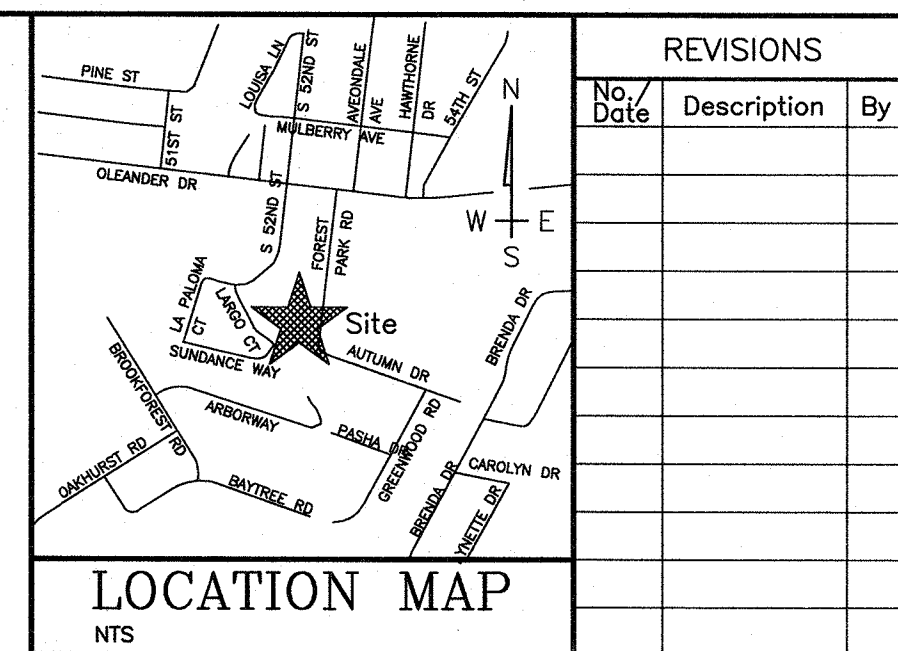 PINE ST
LOUISA LN
S 52ND ST
AVEONDALE
AVE
HAWTHORNE
DR
54TH ST
MULBERRY AVE
51ST ST
OLEANDER DR
N
W E
S
S 52ND ST
FOREST
PARK RD
LA PALOMA
CT
LARGO CT
Site
SUNDANCE WAY
AUTUMN DR
BRENDA DR
BROOKFOREST
RD
ARBORWAY
PASHA DR
GREENWOOD RD
OAKHURST RD
BAYTREE RD
BRENDA DR
CAROLYN DR
YNETTE DR
LOCATION MAP
NTS
REVISIONS
No./
Date
Description
By